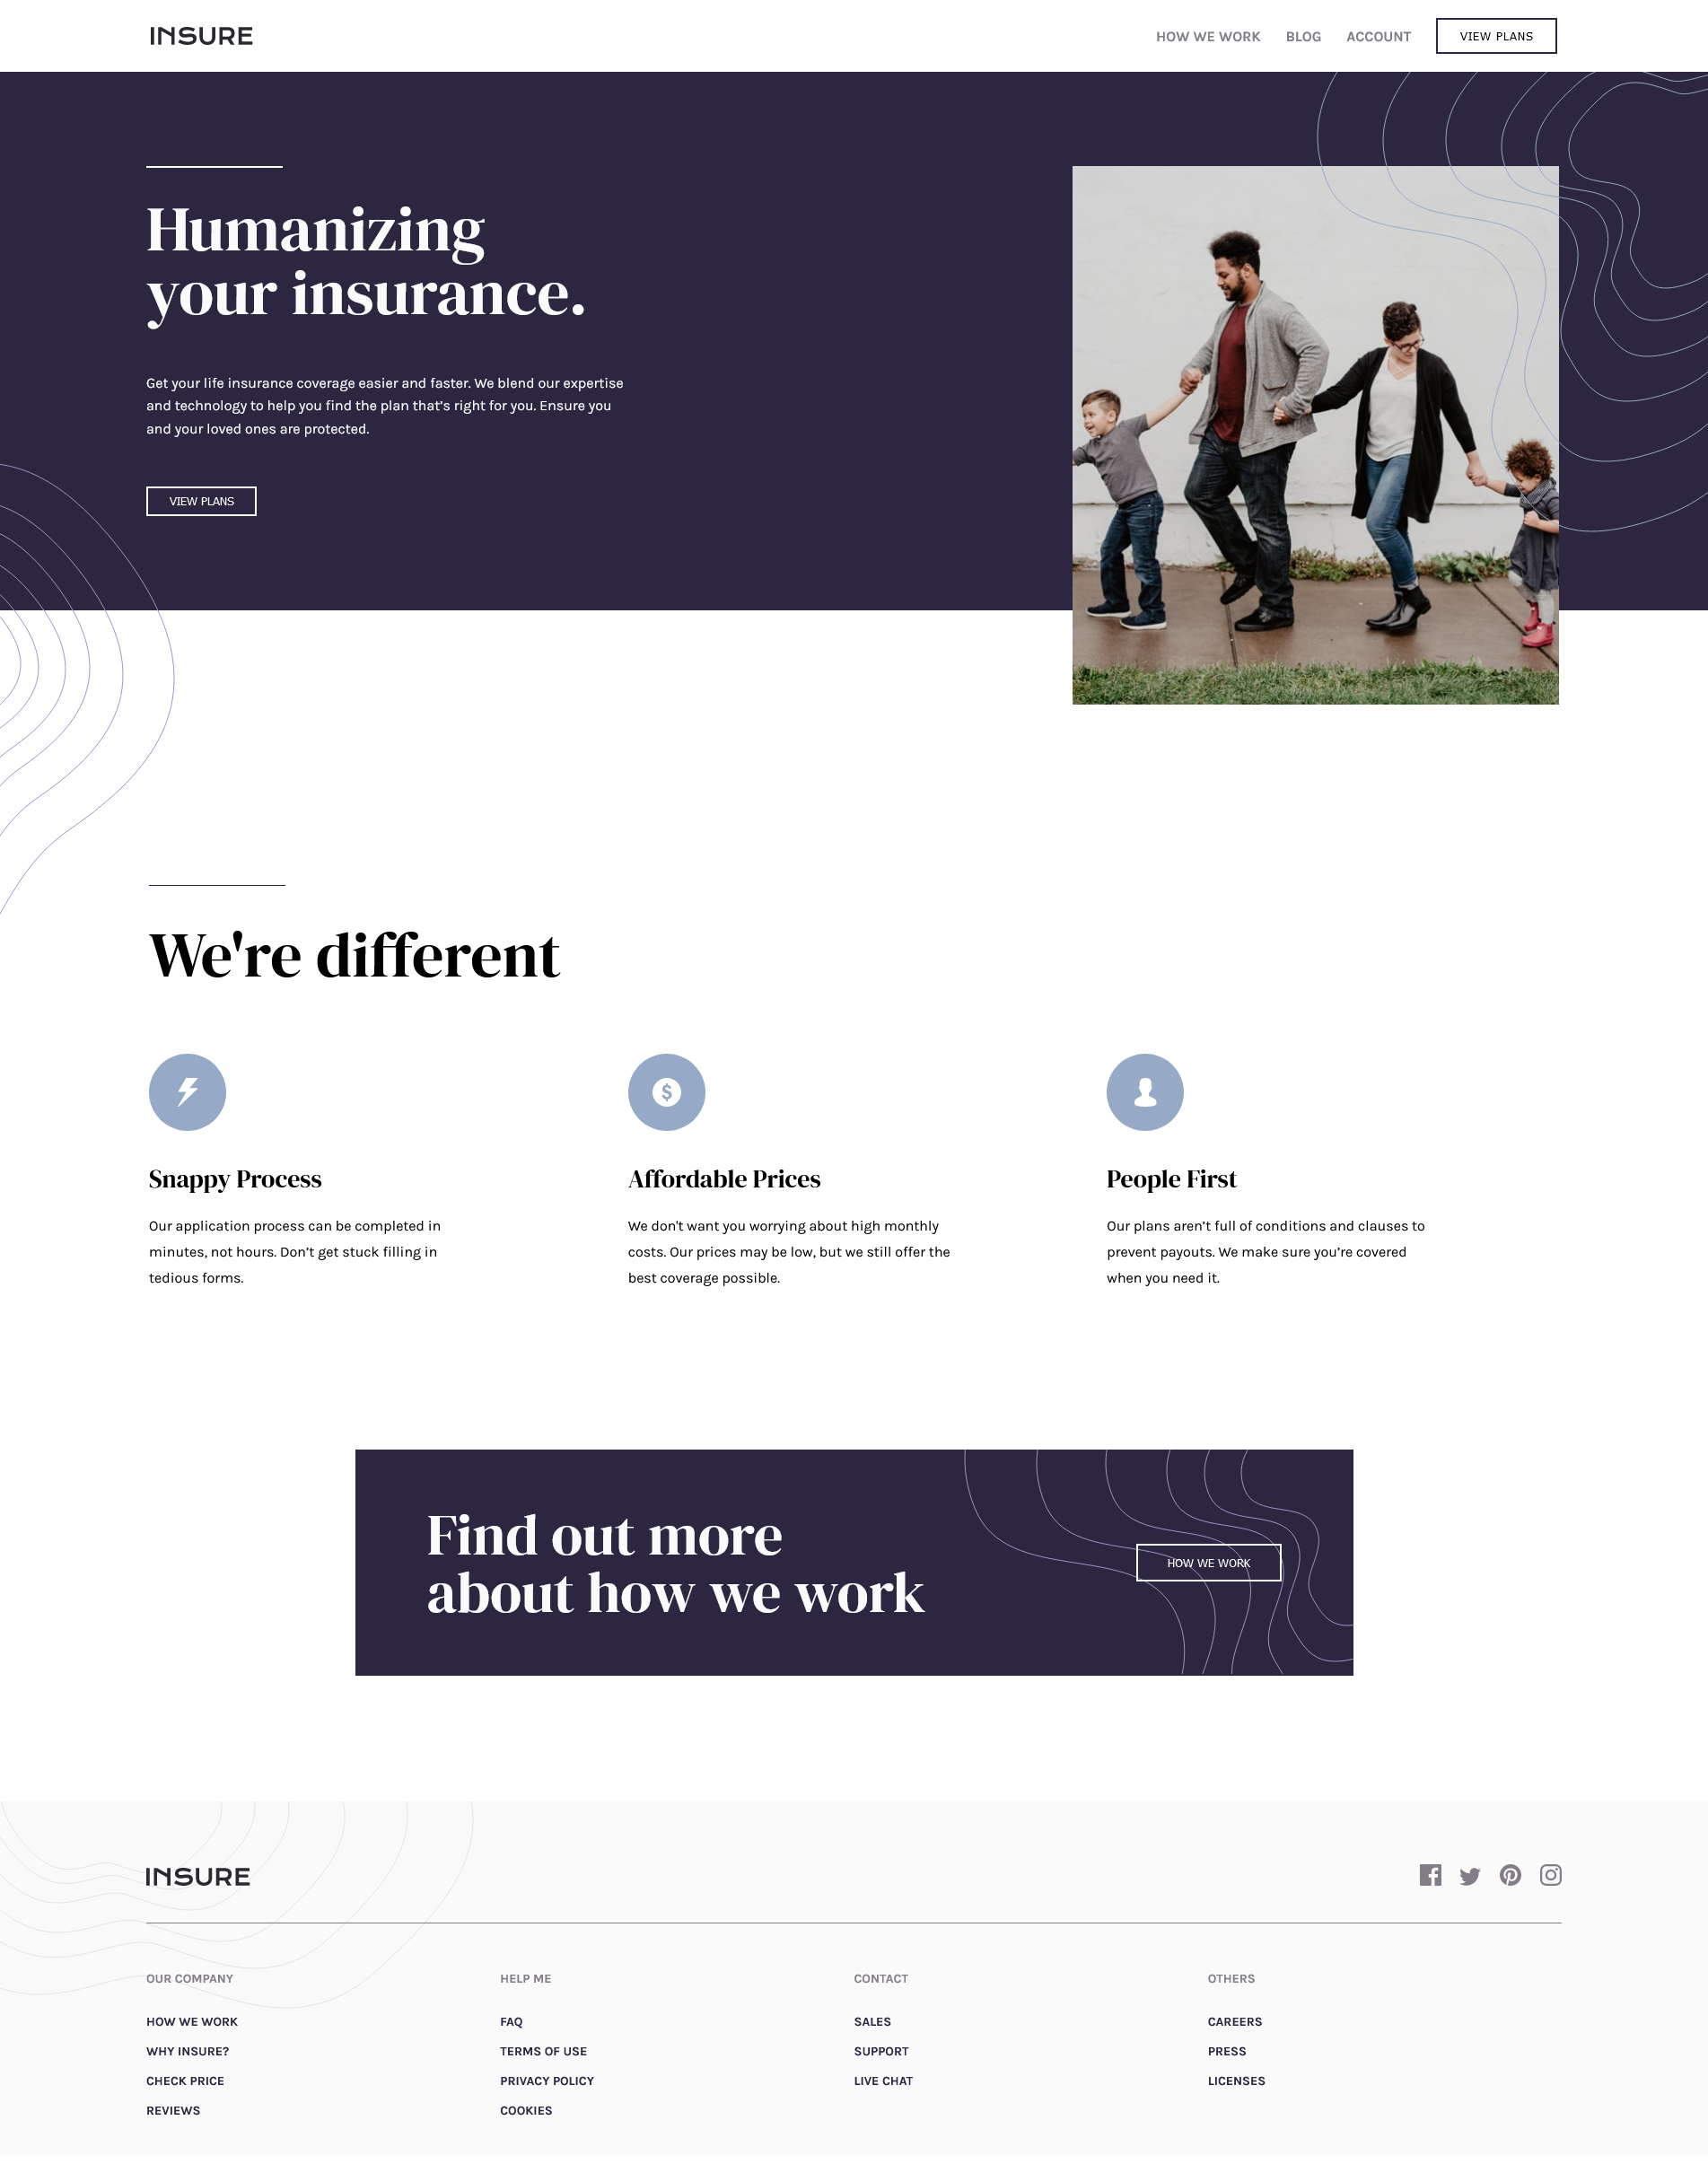 INSURE
HOW WE WORK
BLOG
ACCOUNT
VIEW PLANS
Humanizing
your insurance.
Get your life insurance coverage easier and faster. We blend our expertise
and technology to help you find the plan that’s right for you. Ensure you
and your loved ones are protected.
VIEW PLANS
We're different
Snappy Process
Our application process can be completed in
minutes, not hours. Don’t get stuck filling in
tedious forms.
Affordable Prices
We don't want you worrying about high monthly
costs. Our prices may be low, but we still offer the
best coverage possible.
People First
Our plans aren’t full of conditions and clauses to
prevent payouts. We make sure you’re covered
when you need it.
Find out more
about how we work
HOW WE WORK
INSURE
OUR COMPANY
HOW WE WORK
WHY INSURE?
CHECK PRICE
REVIEWS
HELP ME
FAQ
TERMS OF USE
PRIVACY POLICY
COOKIES
CONTACT
SALES
SUPPORT
LIVE CHAT
OTHERS
CAREERS
PRESS
LICENSES